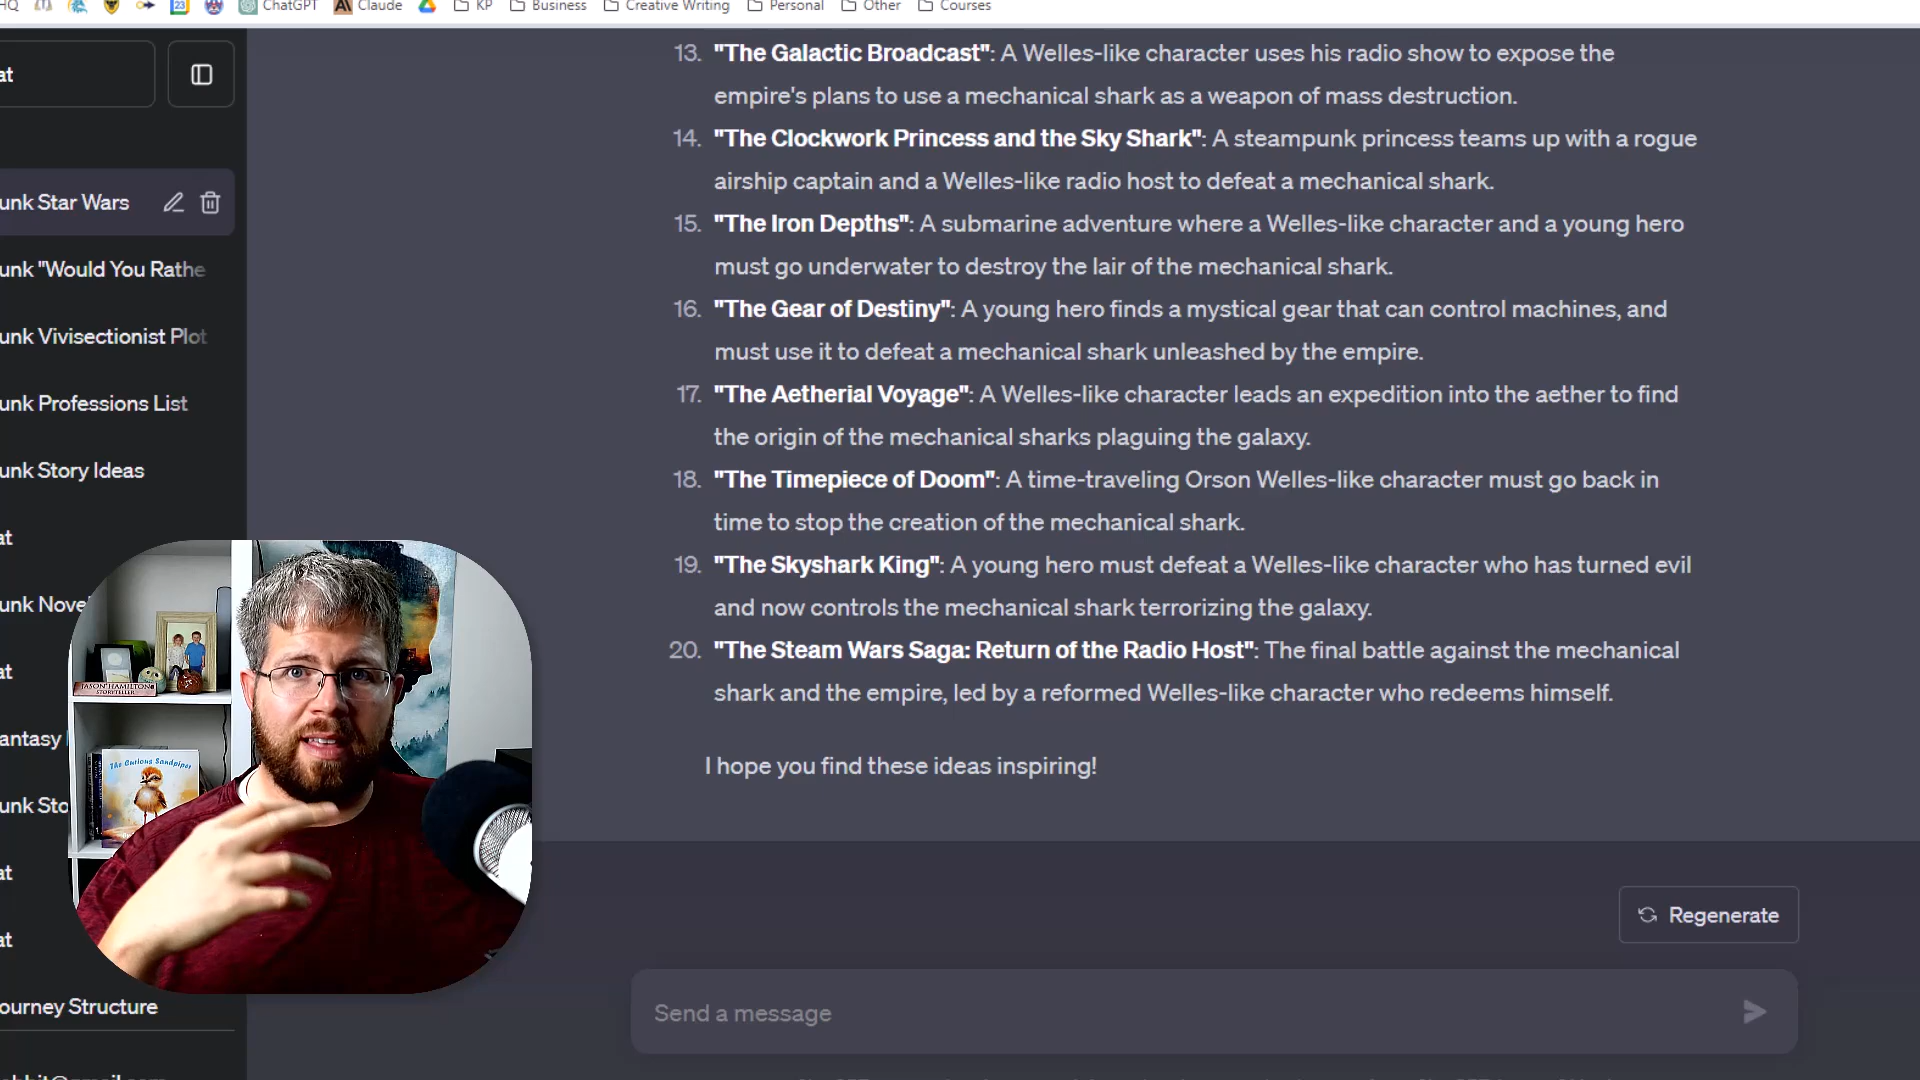 HQ
23
ChatGPT
Claude
KP
Business
Creative Writing
Personal
Other
Courses
at
unk Star Wars
unk "Would You Rathe
unk Vivisectionist Plot
unk Professions List
unk Story Ideas
at
unk Nove
at
antasy
unk Sto
at
at
ourney Structure
13. "The Galactic Broadcast": A Welles-like character uses his radio show to expose the
empire's plans to use a mechanical shark as a weapon of mass destruction.
14. "The Clockwork Princess and the Sky Shark": A steampunk princess teams up with a rogue
airship captain and a Welles-like radio host to defeat a mechanical shark.
15. "The Iron Depths": A submarine adventure where a Welles-like character and a young hero
must go underwater to destroy the lair of the mechanical shark.
16. "The Gear of Destiny": A young hero finds a mystical gear that can control machines, and
must use it to defeat a mechanical shark unleashed by the empire.
17. "The Aetherial Voyage": A Welles-like character leads an expedition into the aether to find
the origin of the mechanical sharks plaguing the galaxy.
18. "The Timepiece of Doom": A time-traveling Orson Welles-like character must go back in
time to stop the creation of the mechanical shark.
19. "The Skyshark King": A young hero must defeat a Welles-like character who has turned evil
and now controls the mechanical shark terrorizing the galaxy.
20. "The Steam Wars Saga: Return of the Radio Host": The final battle against the mechanical
shark and the empire, led by a reformed Welles-like character who redeems himself.
I hope you find these ideas inspiring!
JASON HAMILTON
STORYTELLER
The Curious Sandpiper
Regenerate
Send a message